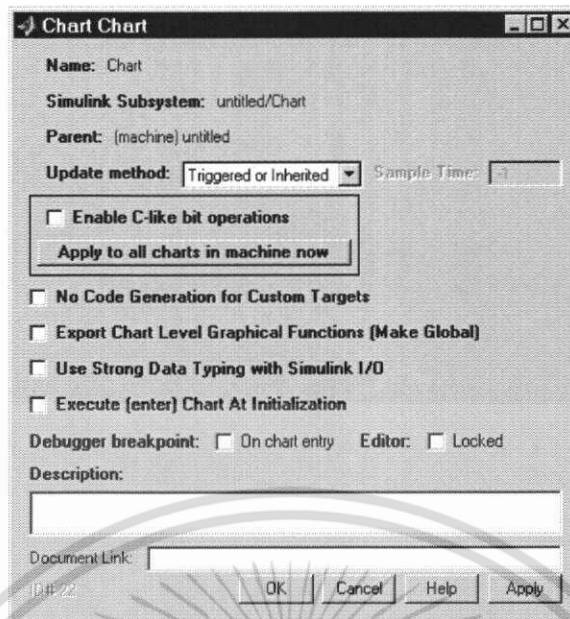 Chart Chart
Name: Chart
Simulink Subsystem: untitled/Chart
Parent: (machine) untitled
Update method: Triggered or Inherited Sample Time: -1
Enable C-like bit operations
Apply to all charts in machine now
No Code Generation for Custom Targets
Export Chart Level Graphical Functions (Make Global)
Use Strong Data Typing with Simulink I/O
Execute (enter) Chart At Initialization
Debugger breakpoint: On chart entry Editor: Locked
Description:
Document Link:
ID# 22 OK Cancel Help Apply